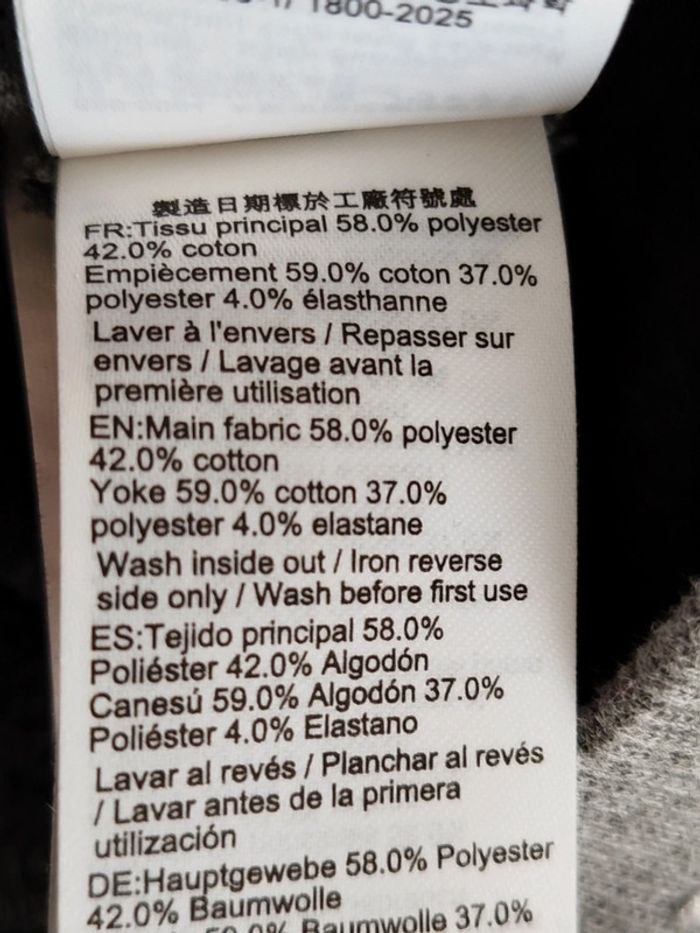 1800-2025
製造日期標於工廠符號處
FR:Tissu principal 58.0% polyester
42.0% coton
Empiècement 59.0% coton 37.0%
polyester 4.0% élasthanne
Laver à l'envers / Repasser sur
envers / Lavage avant la
première utilisation
EN:Main fabric 58.0% polyester
42.0% cotton
Yoke 59.0% cotton 37.0%
polyester 4.0% elastane
Wash inside out / Iron reverse
side only / Wash before first use
ES:Tejido principal 58.0%
Poliéster 42.0% Algodón
Canesú 59.0% Algodón 37.0%
Poliéster 4.0% Elastano
Lavar al revés / Planchar al revés
/ Lavar antes de la primera
utilización
DE:Hauptgewebe 58.0% Polyester
42.0% Baumwolle
59.0% Baumwolle 37.0%